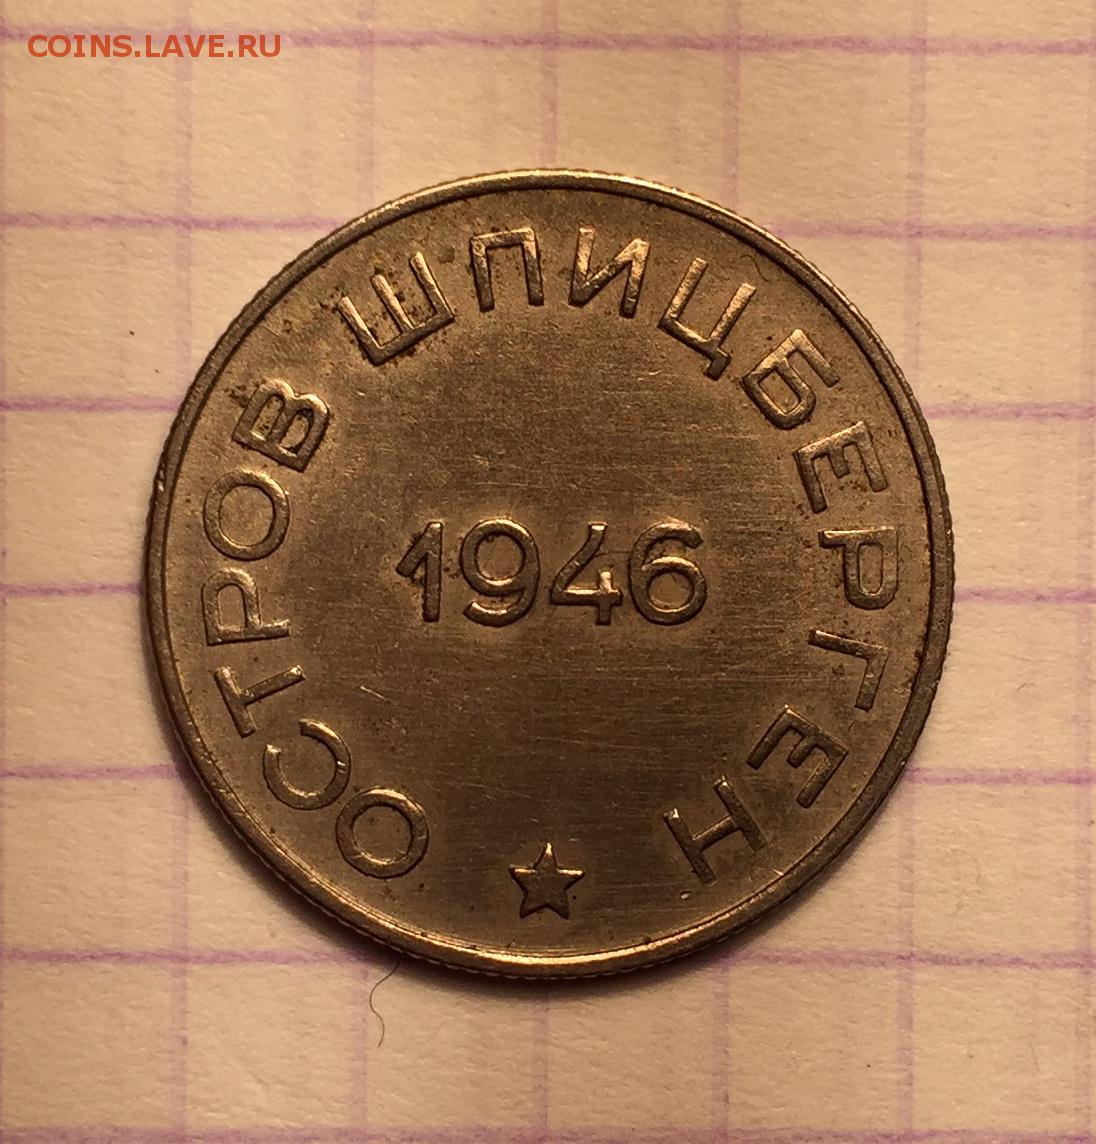 COINS.LAVE.RU
ОСТРОВ ШПИЦБЕРГЕН
1946